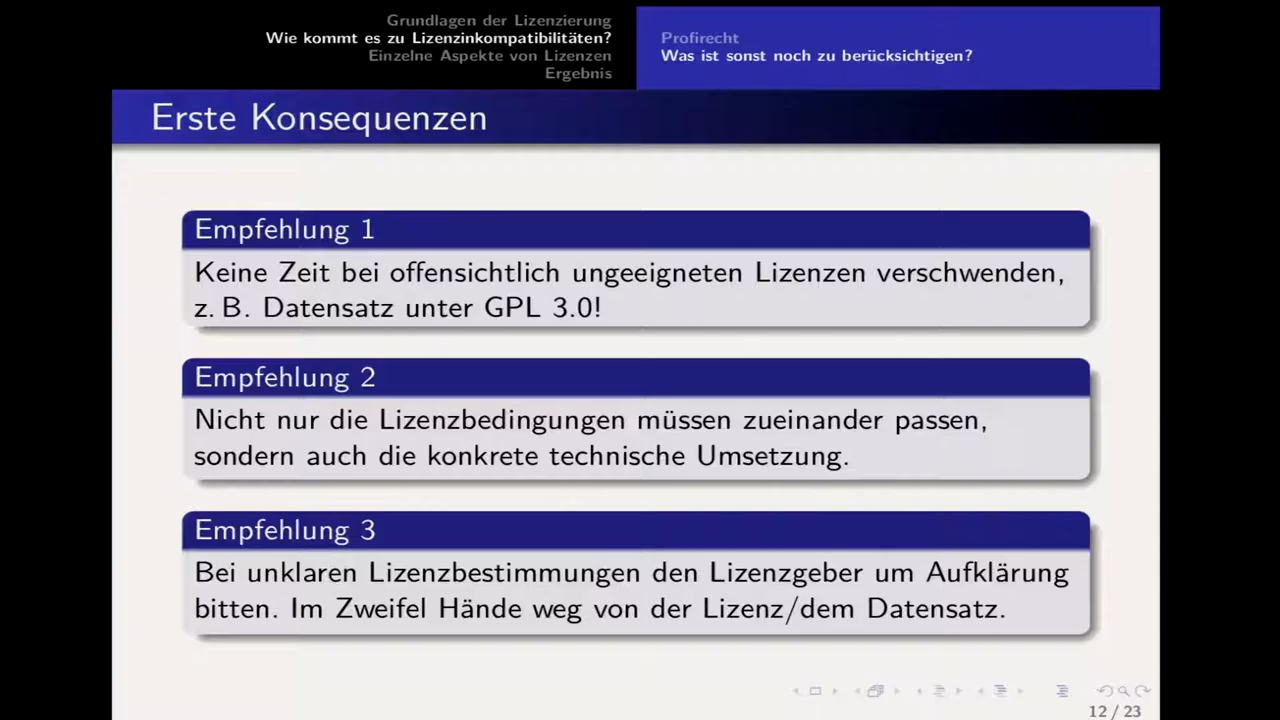 Grundlagen der Lizenzierung
Wie kommt es zu Lizenzinkompatibilitäten?
Einzelne Aspekte von Lizenzen
Ergebnis
Profirecht
Was ist sonst noch zu berücksichtigen?
Erste Konsequenzen
Empfehlung 1
Keine Zeit bei offensichtlich ungeeigneten Lizenzen verschwenden,
z. B. Datensatz unter GPL 3.0!
Empfehlung 2
Nicht nur die Lizenzbedingungen müssen zueinander passen,
sondern auch die konkrete technische Umsetzung.
Empfehlung 3
Bei unklaren Lizenzbestimmungen den Lizenzgeber um Aufklärung
bitten. Im Zweifel Hände weg von der Lizenz/dem Datensatz.
12 / 23